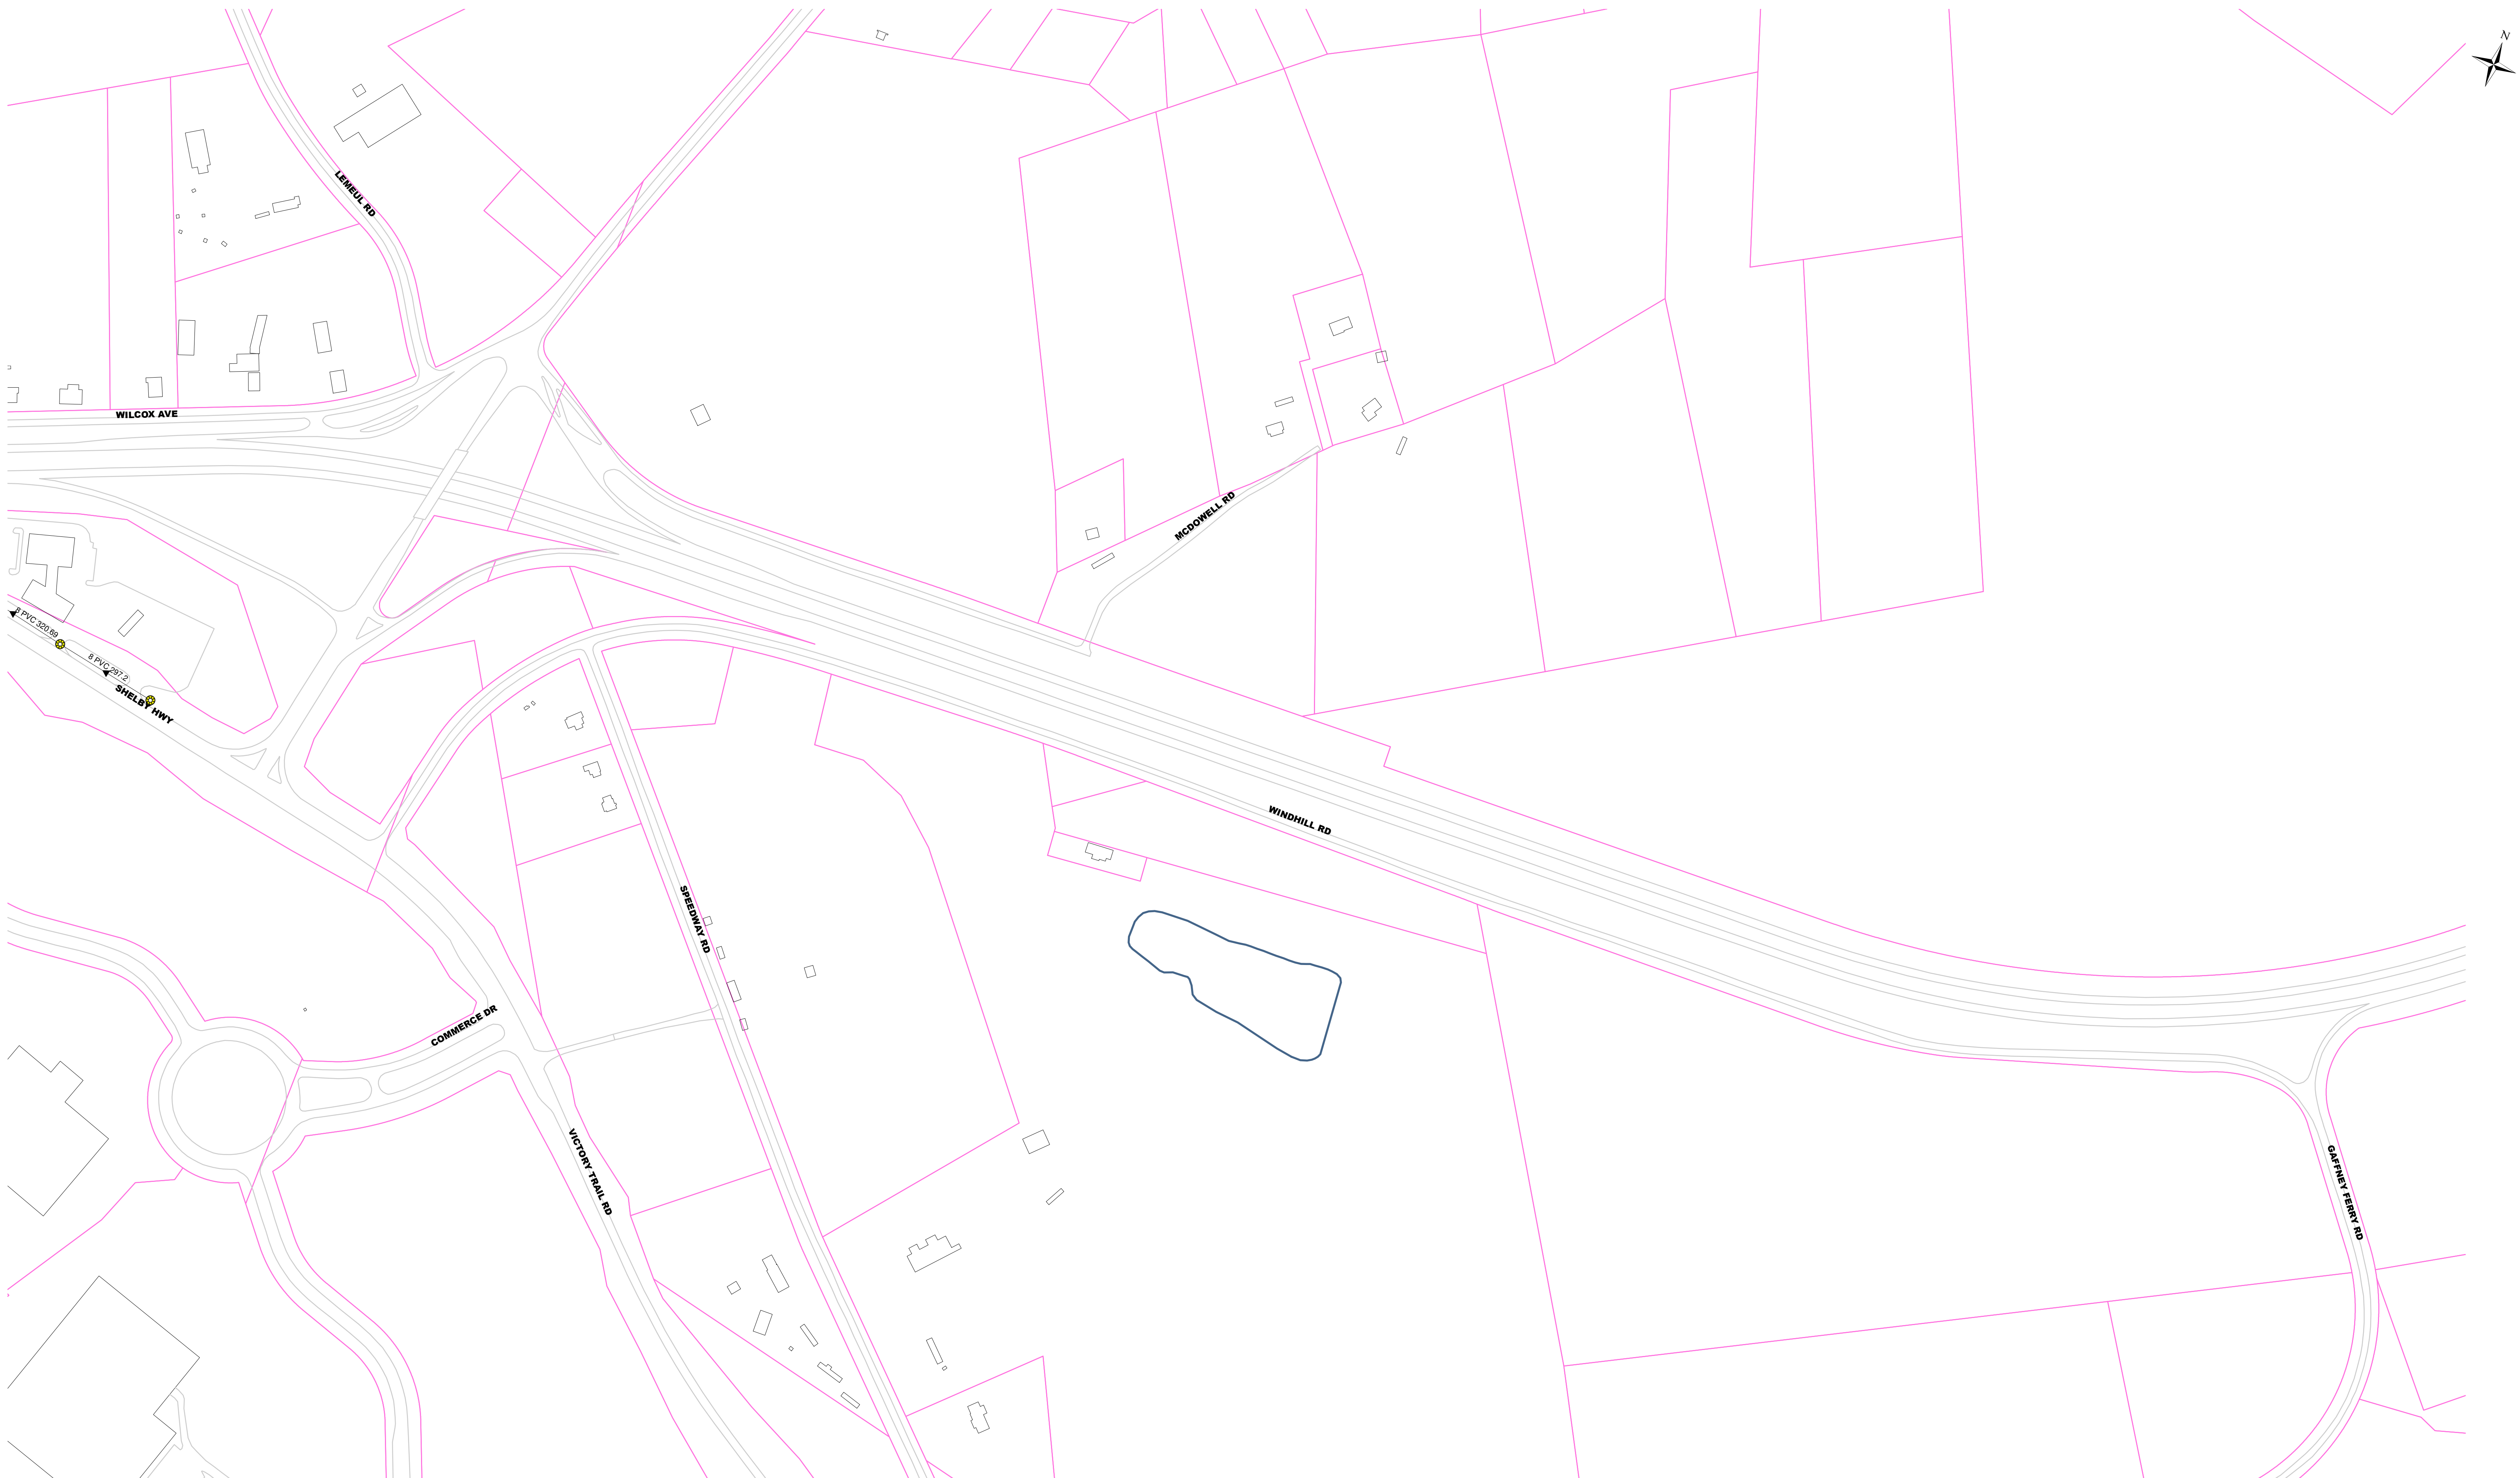 N
LEMEUL RD
WILCOX AVE
MCDOWELL RD
8 PVC 320.69
8 PVC 297.2
SHELBY HWY
WINDHILL RD
SPEEDWAY RD
COMMERCE DR
VICTORY TRAIL RD
GAFFNEY FERRY RD